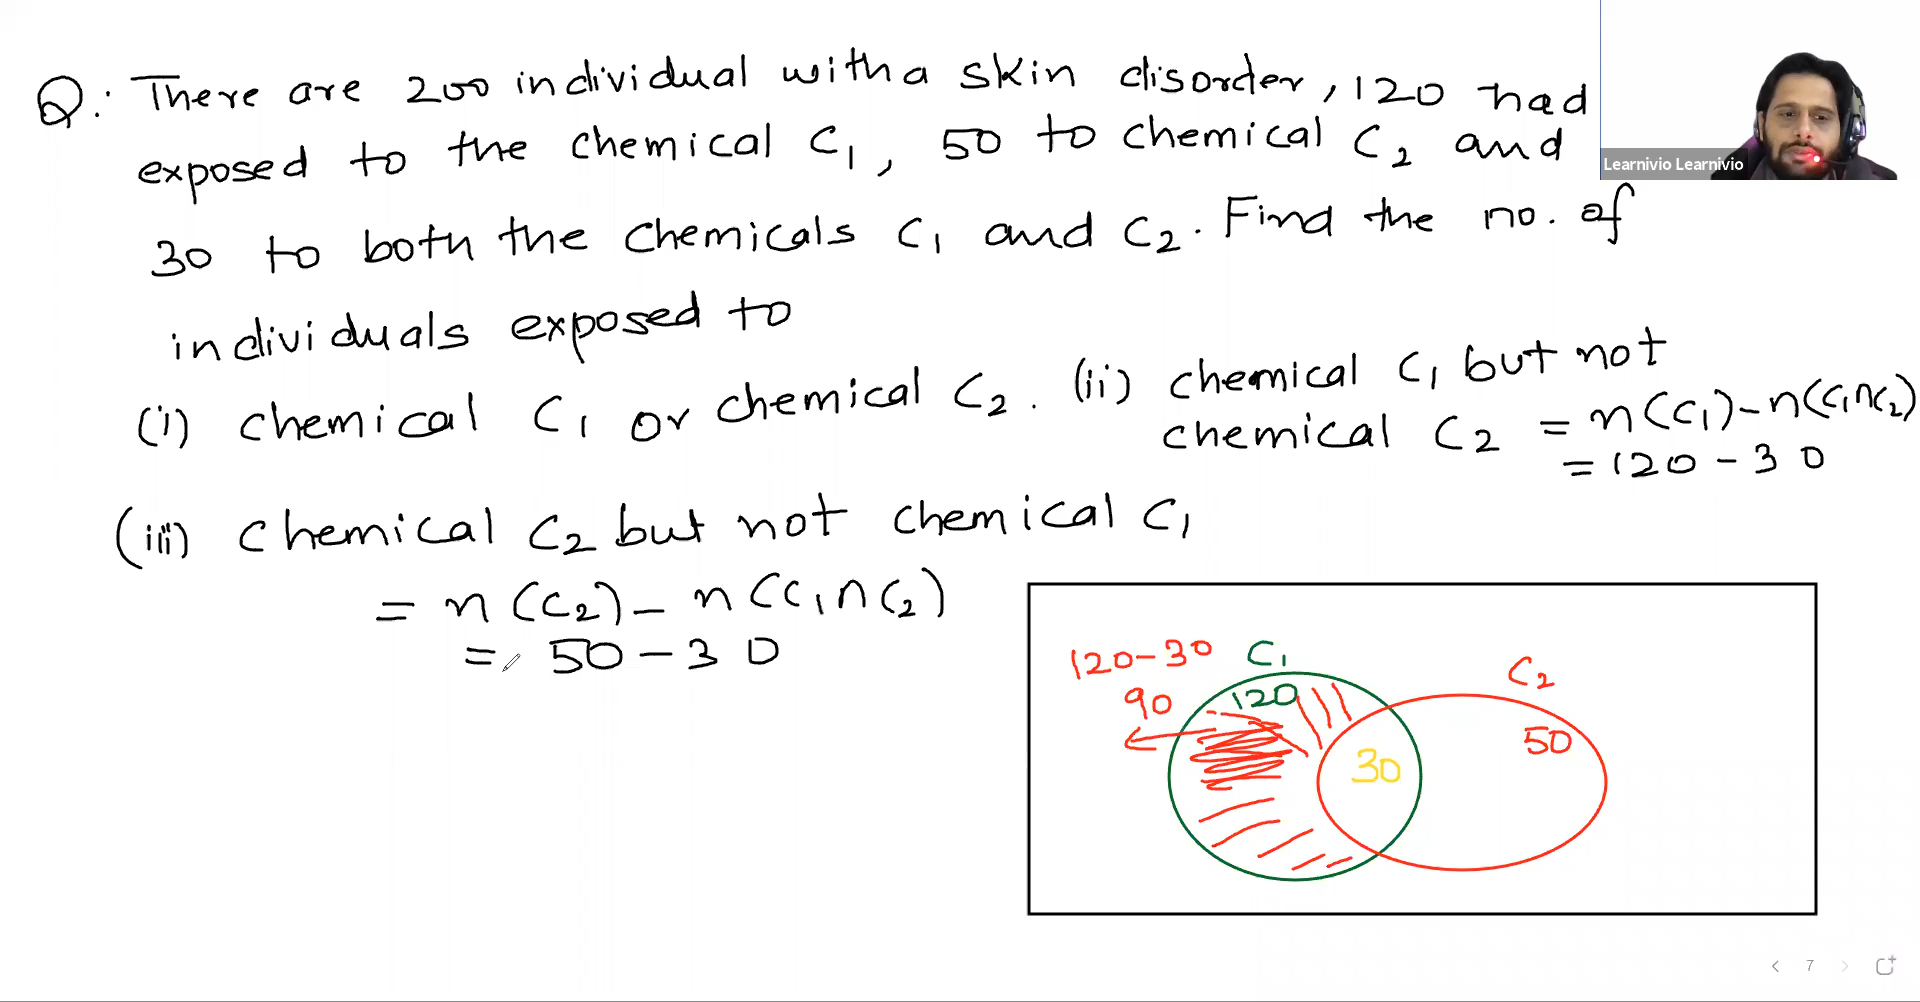 Q: There are 200 individual with a skin disorder, 120 had
exposed to the chemical C1, 50 to chemical C2 and
30 to both the chemicals C1 and C2. Find the no. of
individuals exposed to
(i) chemical C1 or chemical C2. (ii) chemical C1 but not
chemical C2 = n(C1)-n(C1∩C2)
= 120 - 30
(iii) chemical C2 but not chemical C1
= n(C2) - n(C1∩C2)
= 50 - 30
120-30
90
C1
120
30
C2
50
Learnivio Learnivio
7